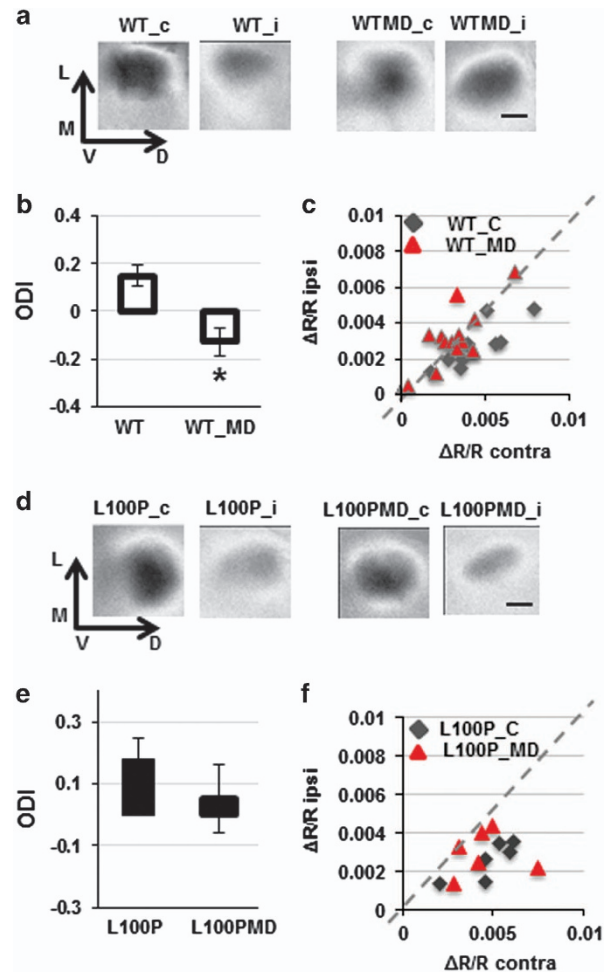 a
WT_c WT_i WTMD_c WTMD_i
L
M
V D
b
ODI
0.4
0.2
0
-0.2
-0.4
*
WT WT_MD
c
ΔR/R ipsi
0.01
0.008
0.006
0.004
0.002
0
WT_C
WT_MD
0 0.005 0.01
ΔR/R contra
d
L100P_c L100P_i L100PMD_c L100PMD_i
L
M
V D
e
ODI
0.3
0.1
-0.1
-0.3
L100P L100PMD
f
ΔR/R ipsi
0.01
0.008
0.006
0.004
0.002
0
L100P_C
L100P_MD
0 0.005 0.01
ΔR/R contra